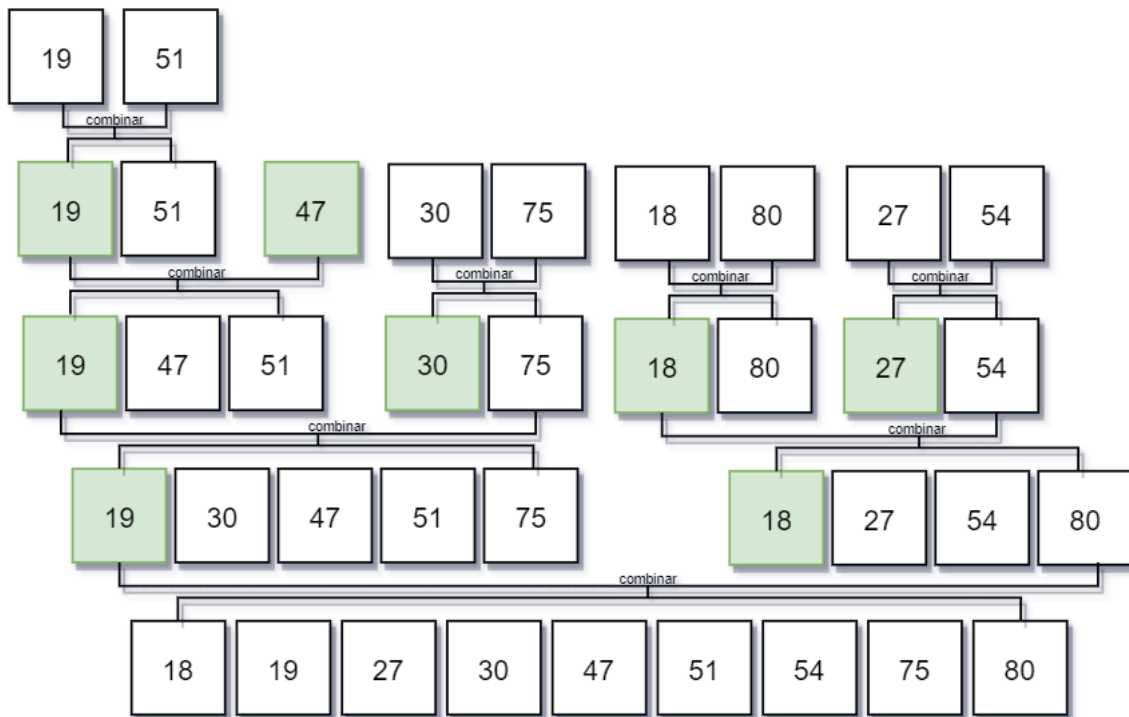 19 51
combinar
19 51 47 30 75 18 80 27 54
combinar combinar combinar combinar
19 47 51 30 75 18 80 27 54
combinar combinar
19 30 47 51 75 18 27 54 80
combinar
18 19 27 30 47 51 54 75 80